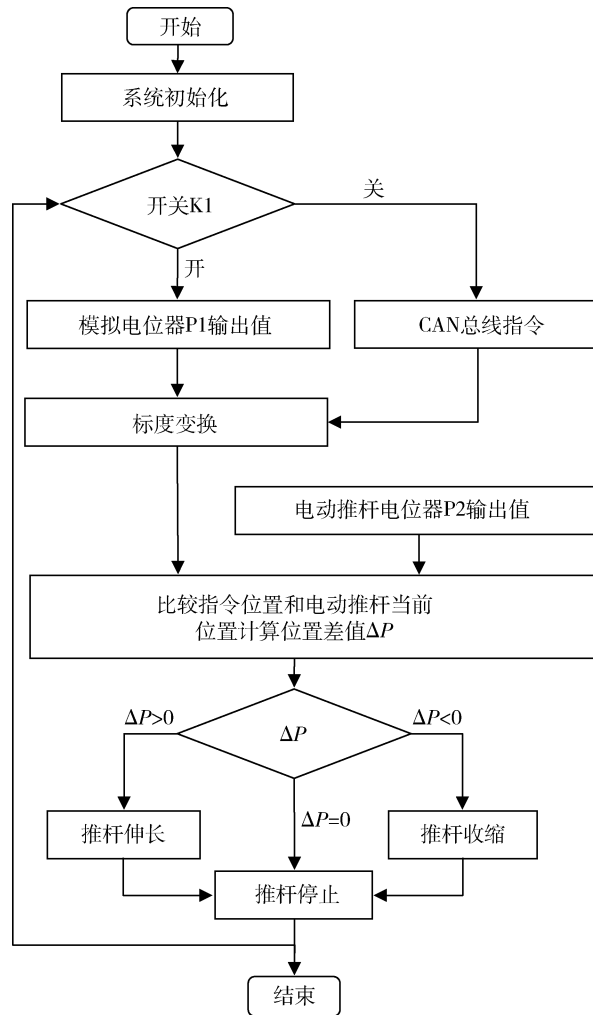 开始
系统初始化
开关K1
关
开
模拟电位器P1输出值
CAN总线指令
标度变换
电动推杆电位器P2输出值
比较指令位置和电动推杆当前
位置计算位置差值ΔP
ΔP>0
ΔP
ΔP<0
推杆伸长
ΔP=0
推杆收缩
推杆停止
结束